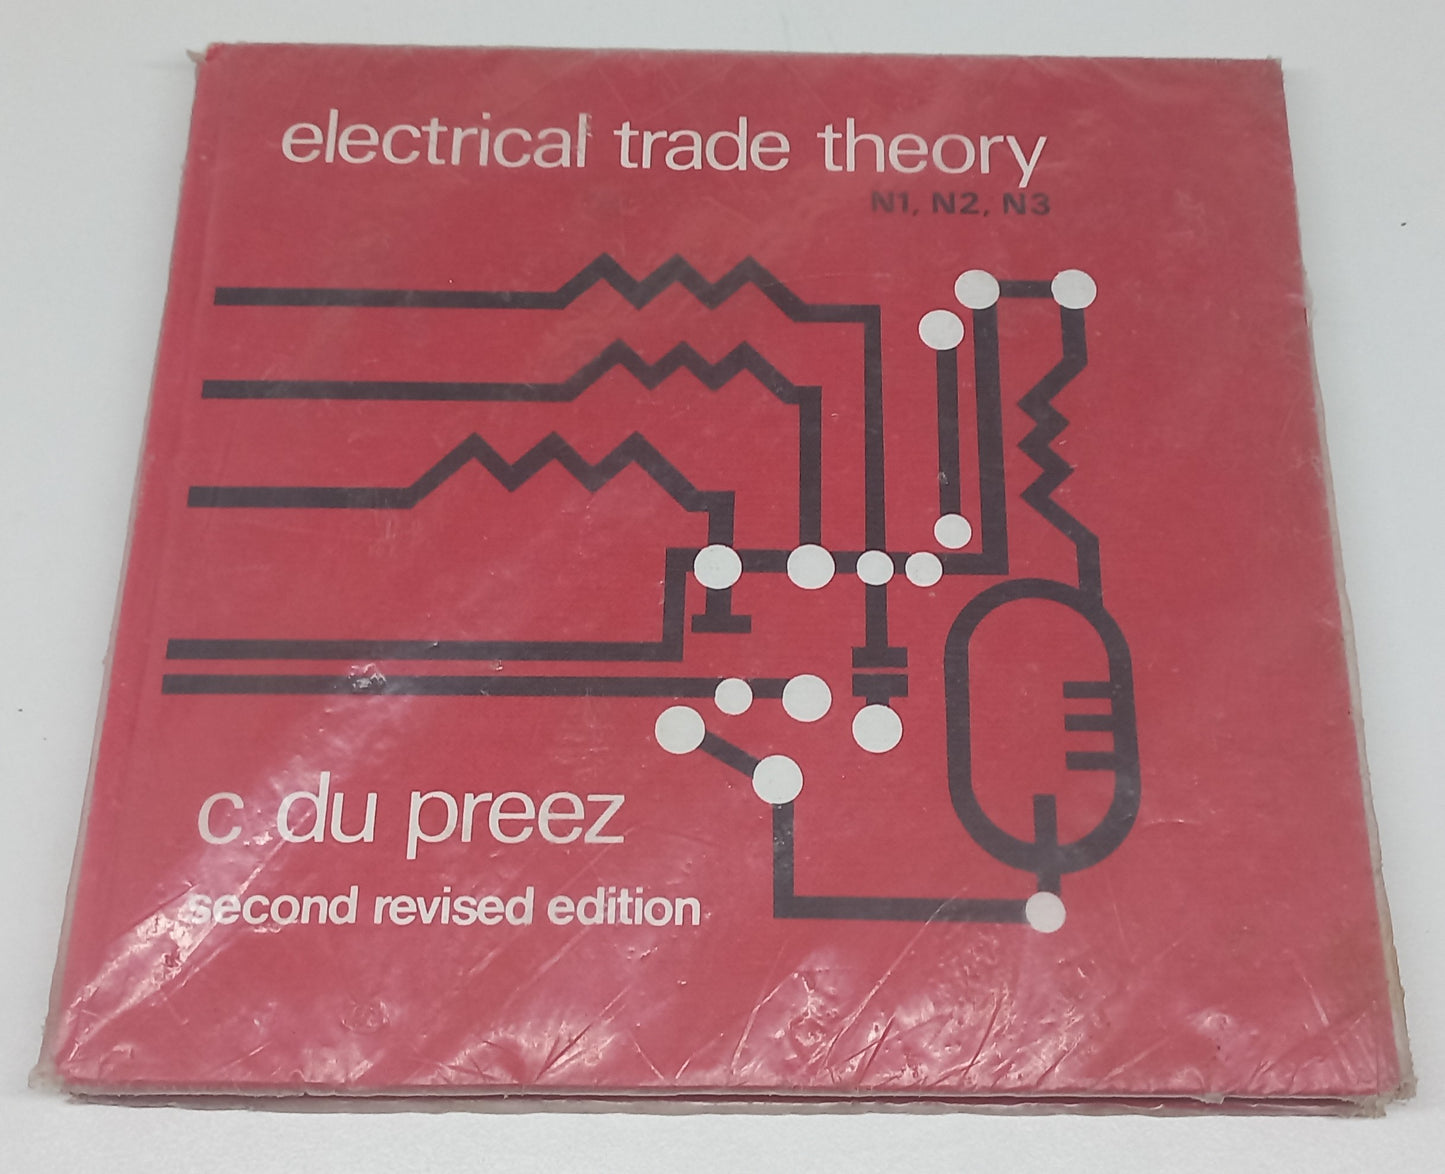 electrical trade theory
N1, N2, N3
c du preez
second revised edition